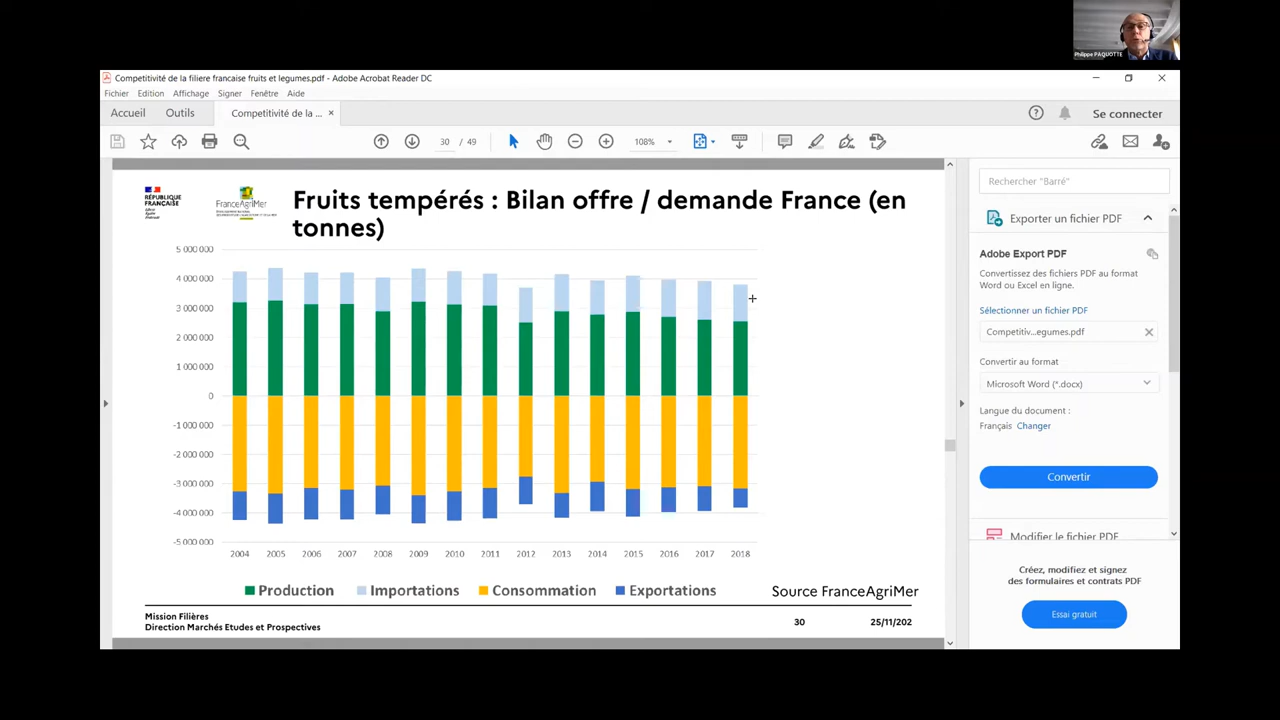 Philippe PAQUOTTE
Competitivité de la filiere francaise fruits et legumes.pdf - Adobe Acrobat Reader DC
Fichier Edition Affichage Signer Fenêtre Aide
Accueil Outils Competitivité de la ... × Se connecter
30 / 49 108%
RÉPUBLIQUE
FRANÇAISE
Liberté
Égalité
Fraternité
FranceAgriMer
Fruits tempérés : Bilan offre / demande France (en
tonnes)
5 000 000
4 000 000
3 000 000
2 000 000
1 000 000
0
-1 000 000
-2 000 000
-3 000 000
-4 000 000
-5 000 000
2004 2005 2006 2007 2008 2009 2010 2011 2012 2013 2014 2015 2016 2017 2018
Production Importations Consommation Exportations
Source FranceAgriMer
Mission Filières
Direction Marchés Etudes et Prospectives
30 25/11/202
Rechercher "Barré"
Exporter un fichier PDF
Adobe Export PDF
Convertissez des fichiers PDF au format
Word ou Excel en ligne.
Sélectionner un fichier PDF
Competitiv...egumes.pdf
Convertir au format
Microsoft Word (*.docx)
Langue du document :
Français Changer
Convertir
Modifier le fichier PDF
Créez, modifiez et signez
des formulaires et contrats PDF
Essai gratuit